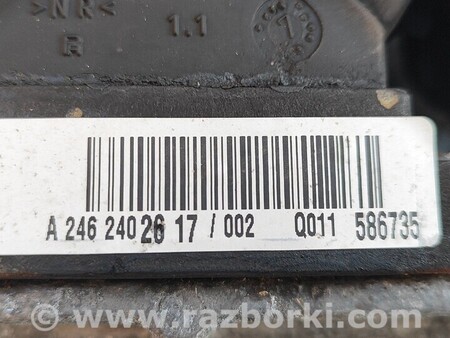 >NR<
1.1
R
A 246 240 26 17 / 002 Q011 586735
www.razborki.com